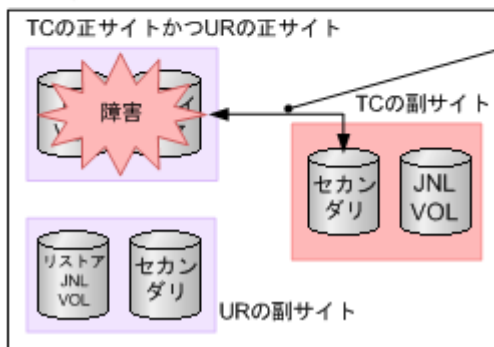 TCの正サイトかつURの正サイト
障害
TCの副サイト
セカン
ダリ
JNL
VOL
リストア
JNL
VOL
セカン
ダリ
URの副サイト